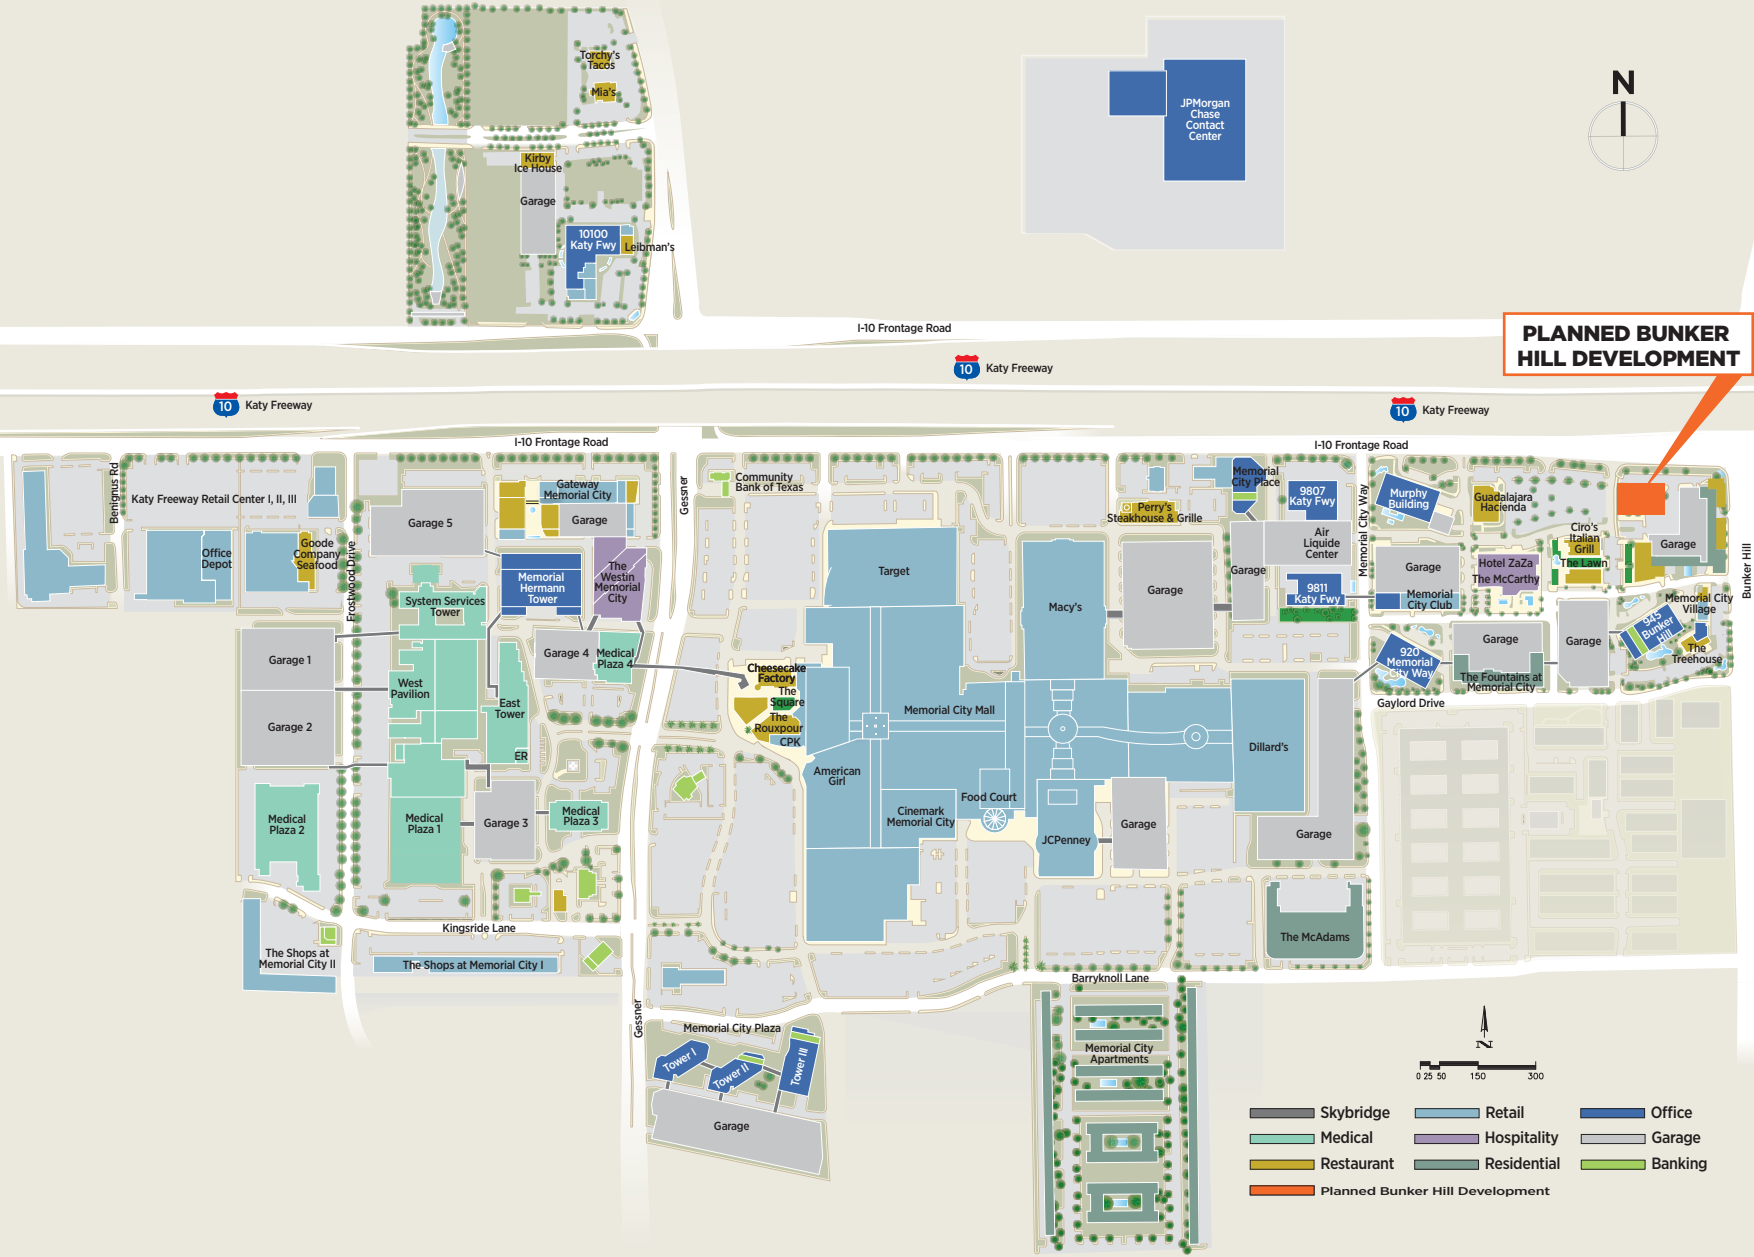 Torchy's
Tacos
Mia's
Kirby
Ice House
Garage
10100
Katy Fwy
Leibman's
JPMorgan
Chase
Contact
Center
N
I-10 Frontage Road
PLANNED BUNKER
HILL DEVELOPMENT
10 Katy Freeway
10 Katy Freeway
10 Katy Freeway
I-10 Frontage Road
I-10 Frontage Road
Benignus Rd
Katy Freeway Retail Center I, II, III
Office
Depot
Goode
Company
Seafood
Frostwood Drive
Garage 5
Gateway
Memorial City
Garage
Memorial
Hermann
Tower
The
Westin
Memorial
City
System Services
Tower
Garage 1
Garage 2
West
Pavilion
East
Tower
ER
Garage 4
Medical
Plaza 4
Medical
Plaza 2
Medical
Plaza 1
Garage 3
Medical
Plaza 3
Kingsride Lane
The Shops at
Memorial City II
The Shops at Memorial City I
Gessner
Gessner
Community
Bank of Texas
Target
Macy's
Cheesecake
Factory
The
Square
The
Rouxpour
CPK
American
Girl
Memorial City Mall
Cinemark
Memorial City
Food Court
JCPenney
Garage
Dillard's
Garage
Garage
Perry's
Steakhouse & Grille
Memorial
City Place
Garage
9807
Katy Fwy
Air
Liquide
Center
9811
Katy Fwy
Memorial City Way
Murphy
Building
Guadalajara
Hacienda
Ciro's
Italian
Grill
The Lawn
Garage
Garage
Hotel ZaZa
The McCarthy
Memorial
City Club
Bunker Hill
Memorial City
Village
945
Bunker
Hill
The
Treehouse
Garage
Garage
920
Memorial
City Way
The Fountains at
Memorial City
Gaylord Drive
The McAdams
Barryknoll Lane
Memorial City
Apartments
Memorial City Plaza
Tower I
Tower II
Tower III
Garage
N
0 25 50 150 300
Skybridge
Retail
Office
Medical
Hospitality
Garage
Restaurant
Residential
Banking
Planned Bunker Hill Development